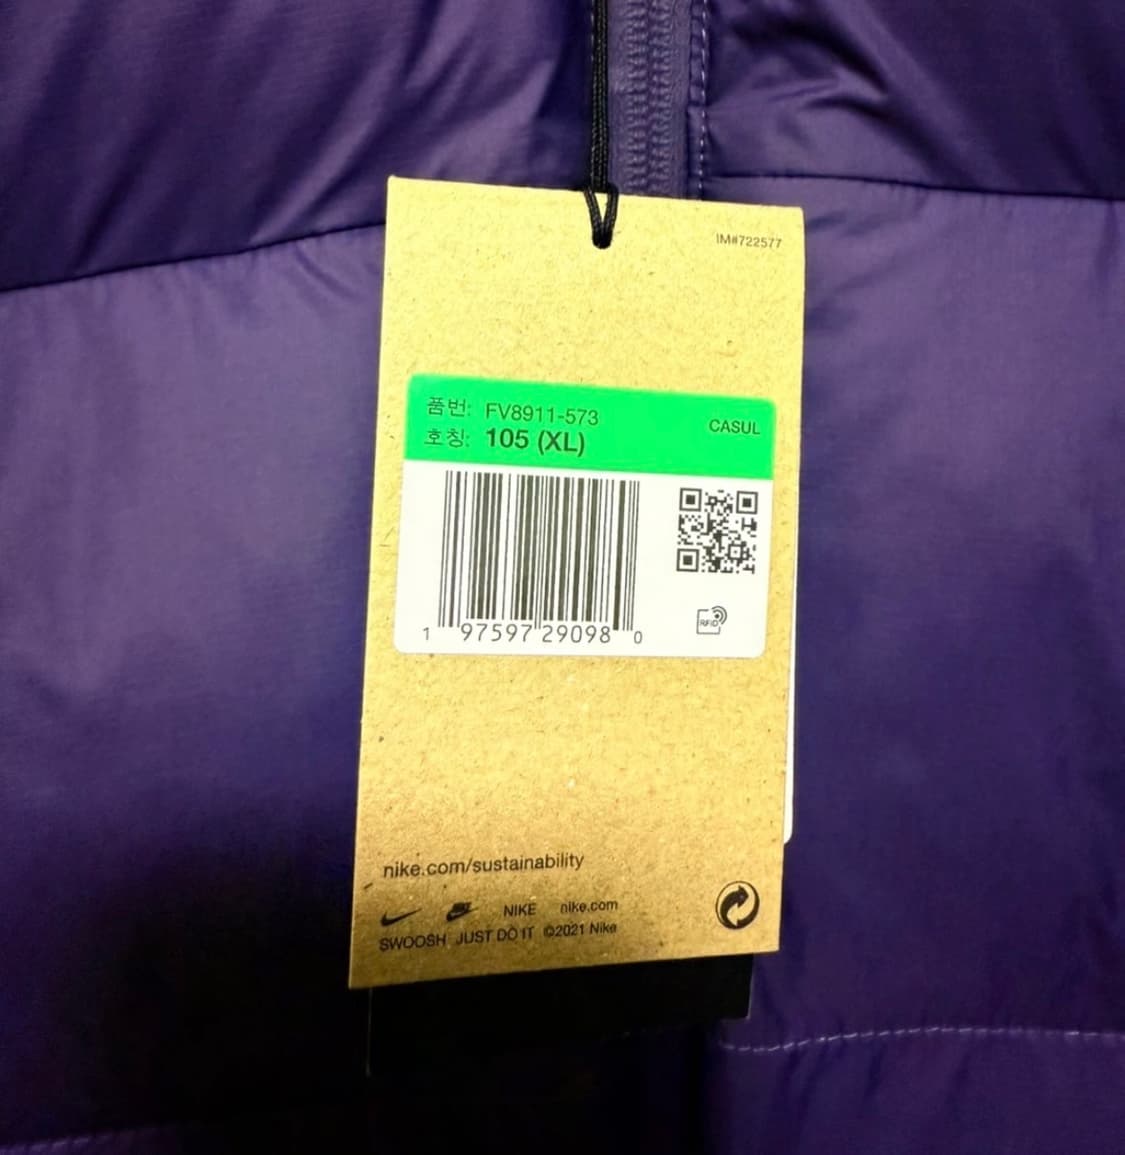 IM#722577
품번: FV8911-573
호칭: 105 (XL)
CASUL
1 97597 29098 0
RFID
nike.com/sustainability
NIKE nike.com
SWOOSH JUST DO IT ©2021 Nike